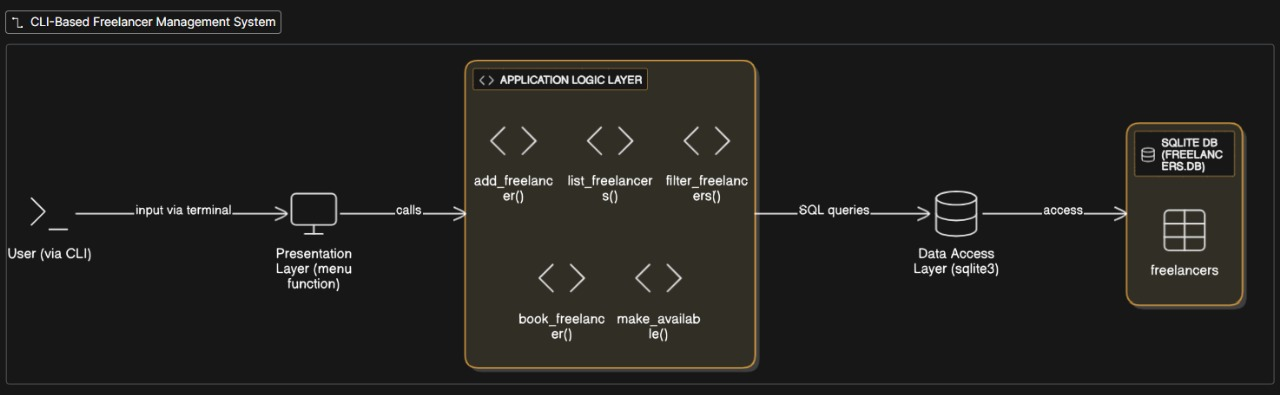 CLI-Based Freelancer Management System
APPLICATION LOGIC LAYER
add_freelanc
er()
list_freelancer
s()
filter_freelanc
ers()
book_freelanc
er()
make_availab
le()
User (via CLI)
input via terminal
Presentation
Layer (menu
function)
calls
SQL queries
Data Access
Layer (sqlite3)
access
SQLITE DB
(FREELANC
ERS.DB)
freelancers